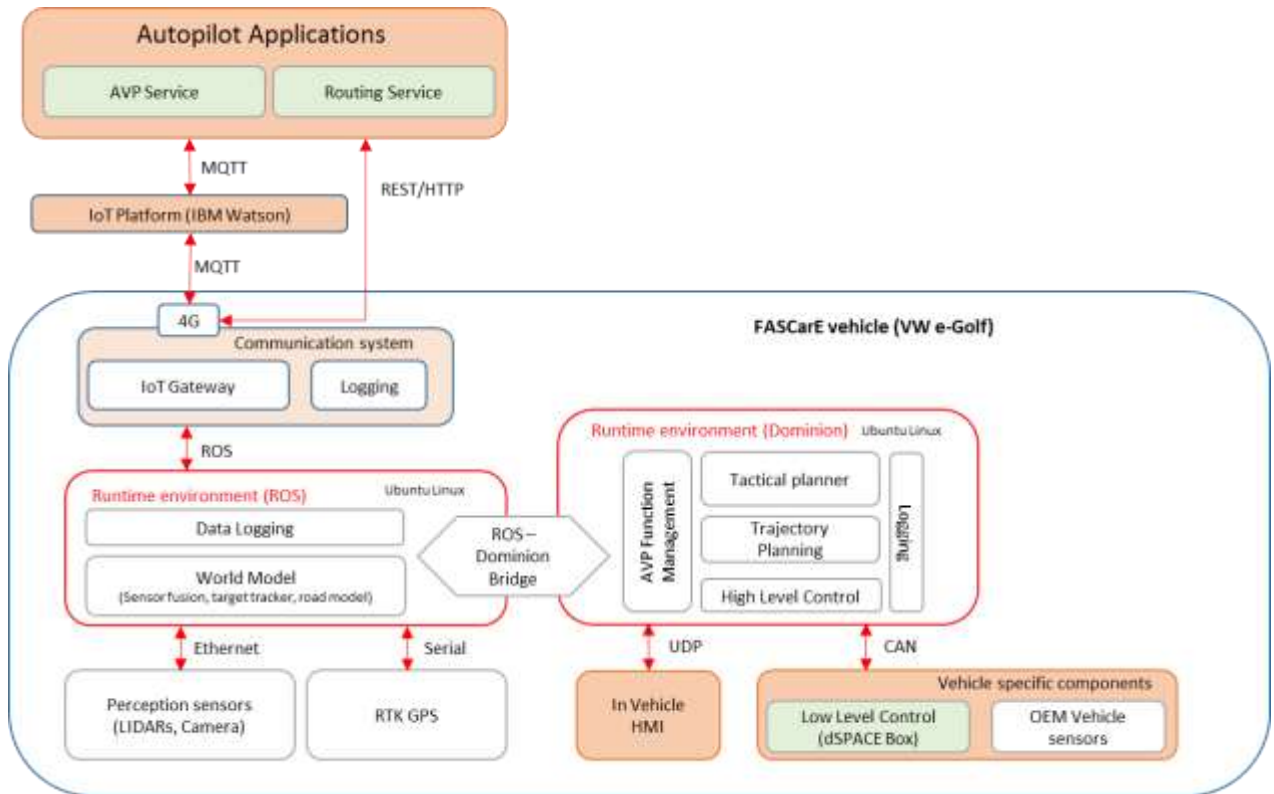 Autopilot Applications
AVP Service
Routing Service
MQTT
REST/HTTP
IoT Platform (IBM Watson)
MQTT
4G
FASCarE vehicle (VW e-Golf)
Communication system
IoT Gateway
Logging
ROS
Runtime environment (ROS)
Ubuntu Linux
Data Logging
World Model
(Sensor fusion, target tracker, road model)
ROS –
Dominion
Bridge
Runtime environment (Dominion)
Ubuntu Linux
AVP Function
Management
Tactical planner
Trajectory
Planning
High Level Control
Logging
Ethernet
Serial
UDP
CAN
Perception sensors
(LIDARs, Camera)
RTK GPS
In Vehicle
HMI
Vehicle specific components
Low Level Control
(dSPACE Box)
OEM Vehicle
sensors